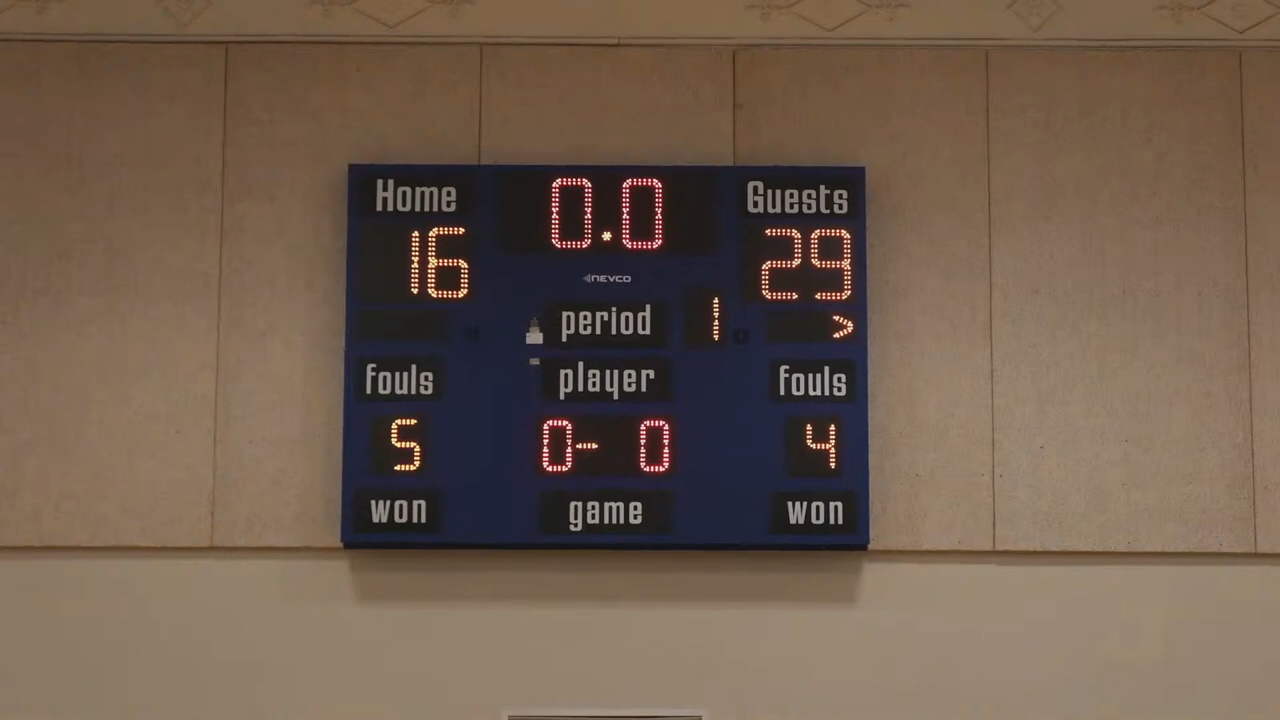 Home 0.0 Guests
16 29
NEVCO
period 1 >
fouls player fouls
5 0- 0 4
won game won